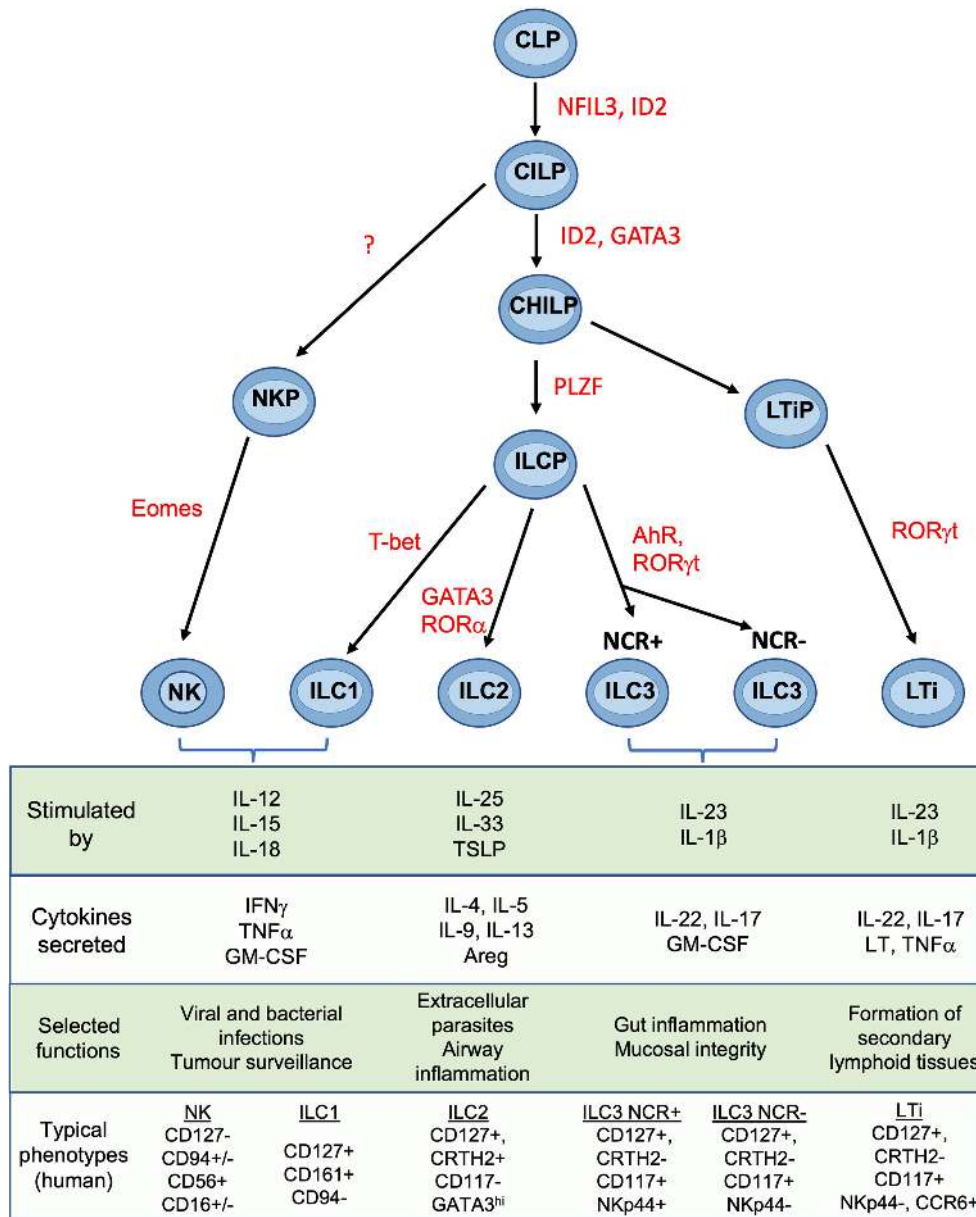 CLP
NFIL3, ID2
CILP
?
ID2, GATA3
CHILP
NKP
PLZF
LTiP
ILCP
Eomes
T-bet
AhR,
RORγt
RORγt
GATA3
RORα
NCR+
NCR-
NK
ILC1
ILC2
ILC3
ILC3
LTi
Stimulated
by
IL-12
IL-15
IL-18
IL-25
IL-33
TSLP
IL-23
IL-1β
IL-23
IL-1β
Cytokines
secreted
IFNγ
TNFα
GM-CSF
IL-4, IL-5
IL-9, IL-13
Areg
IL-22, IL-17
GM-CSF
IL-22, IL-17
LT, TNFα
Selected
functions
Viral and bacterial
infections
Tumour surveillance
Extracellular
parasites
Airway
inflammation
Gut inflammation
Mucosal integrity
Formation of
secondary
lymphoid tissues
Typical
phenotypes
(human)
NK
CD127-
CD94+/-
CD56+
CD16+/-
ILC1
CD127+
CD161+
CD94-
ILC2
CD127+,
CRTH2+
CD117-
GATA3hi
ILC3 NCR+
CD127+,
CRTH2-
CD117+
NKp44+
ILC3 NCR-
CD127+,
CRTH2-
CD117+
NKp44-
LTi
CD127+,
CRTH2-
CD117+
NKp44-, CCR6+